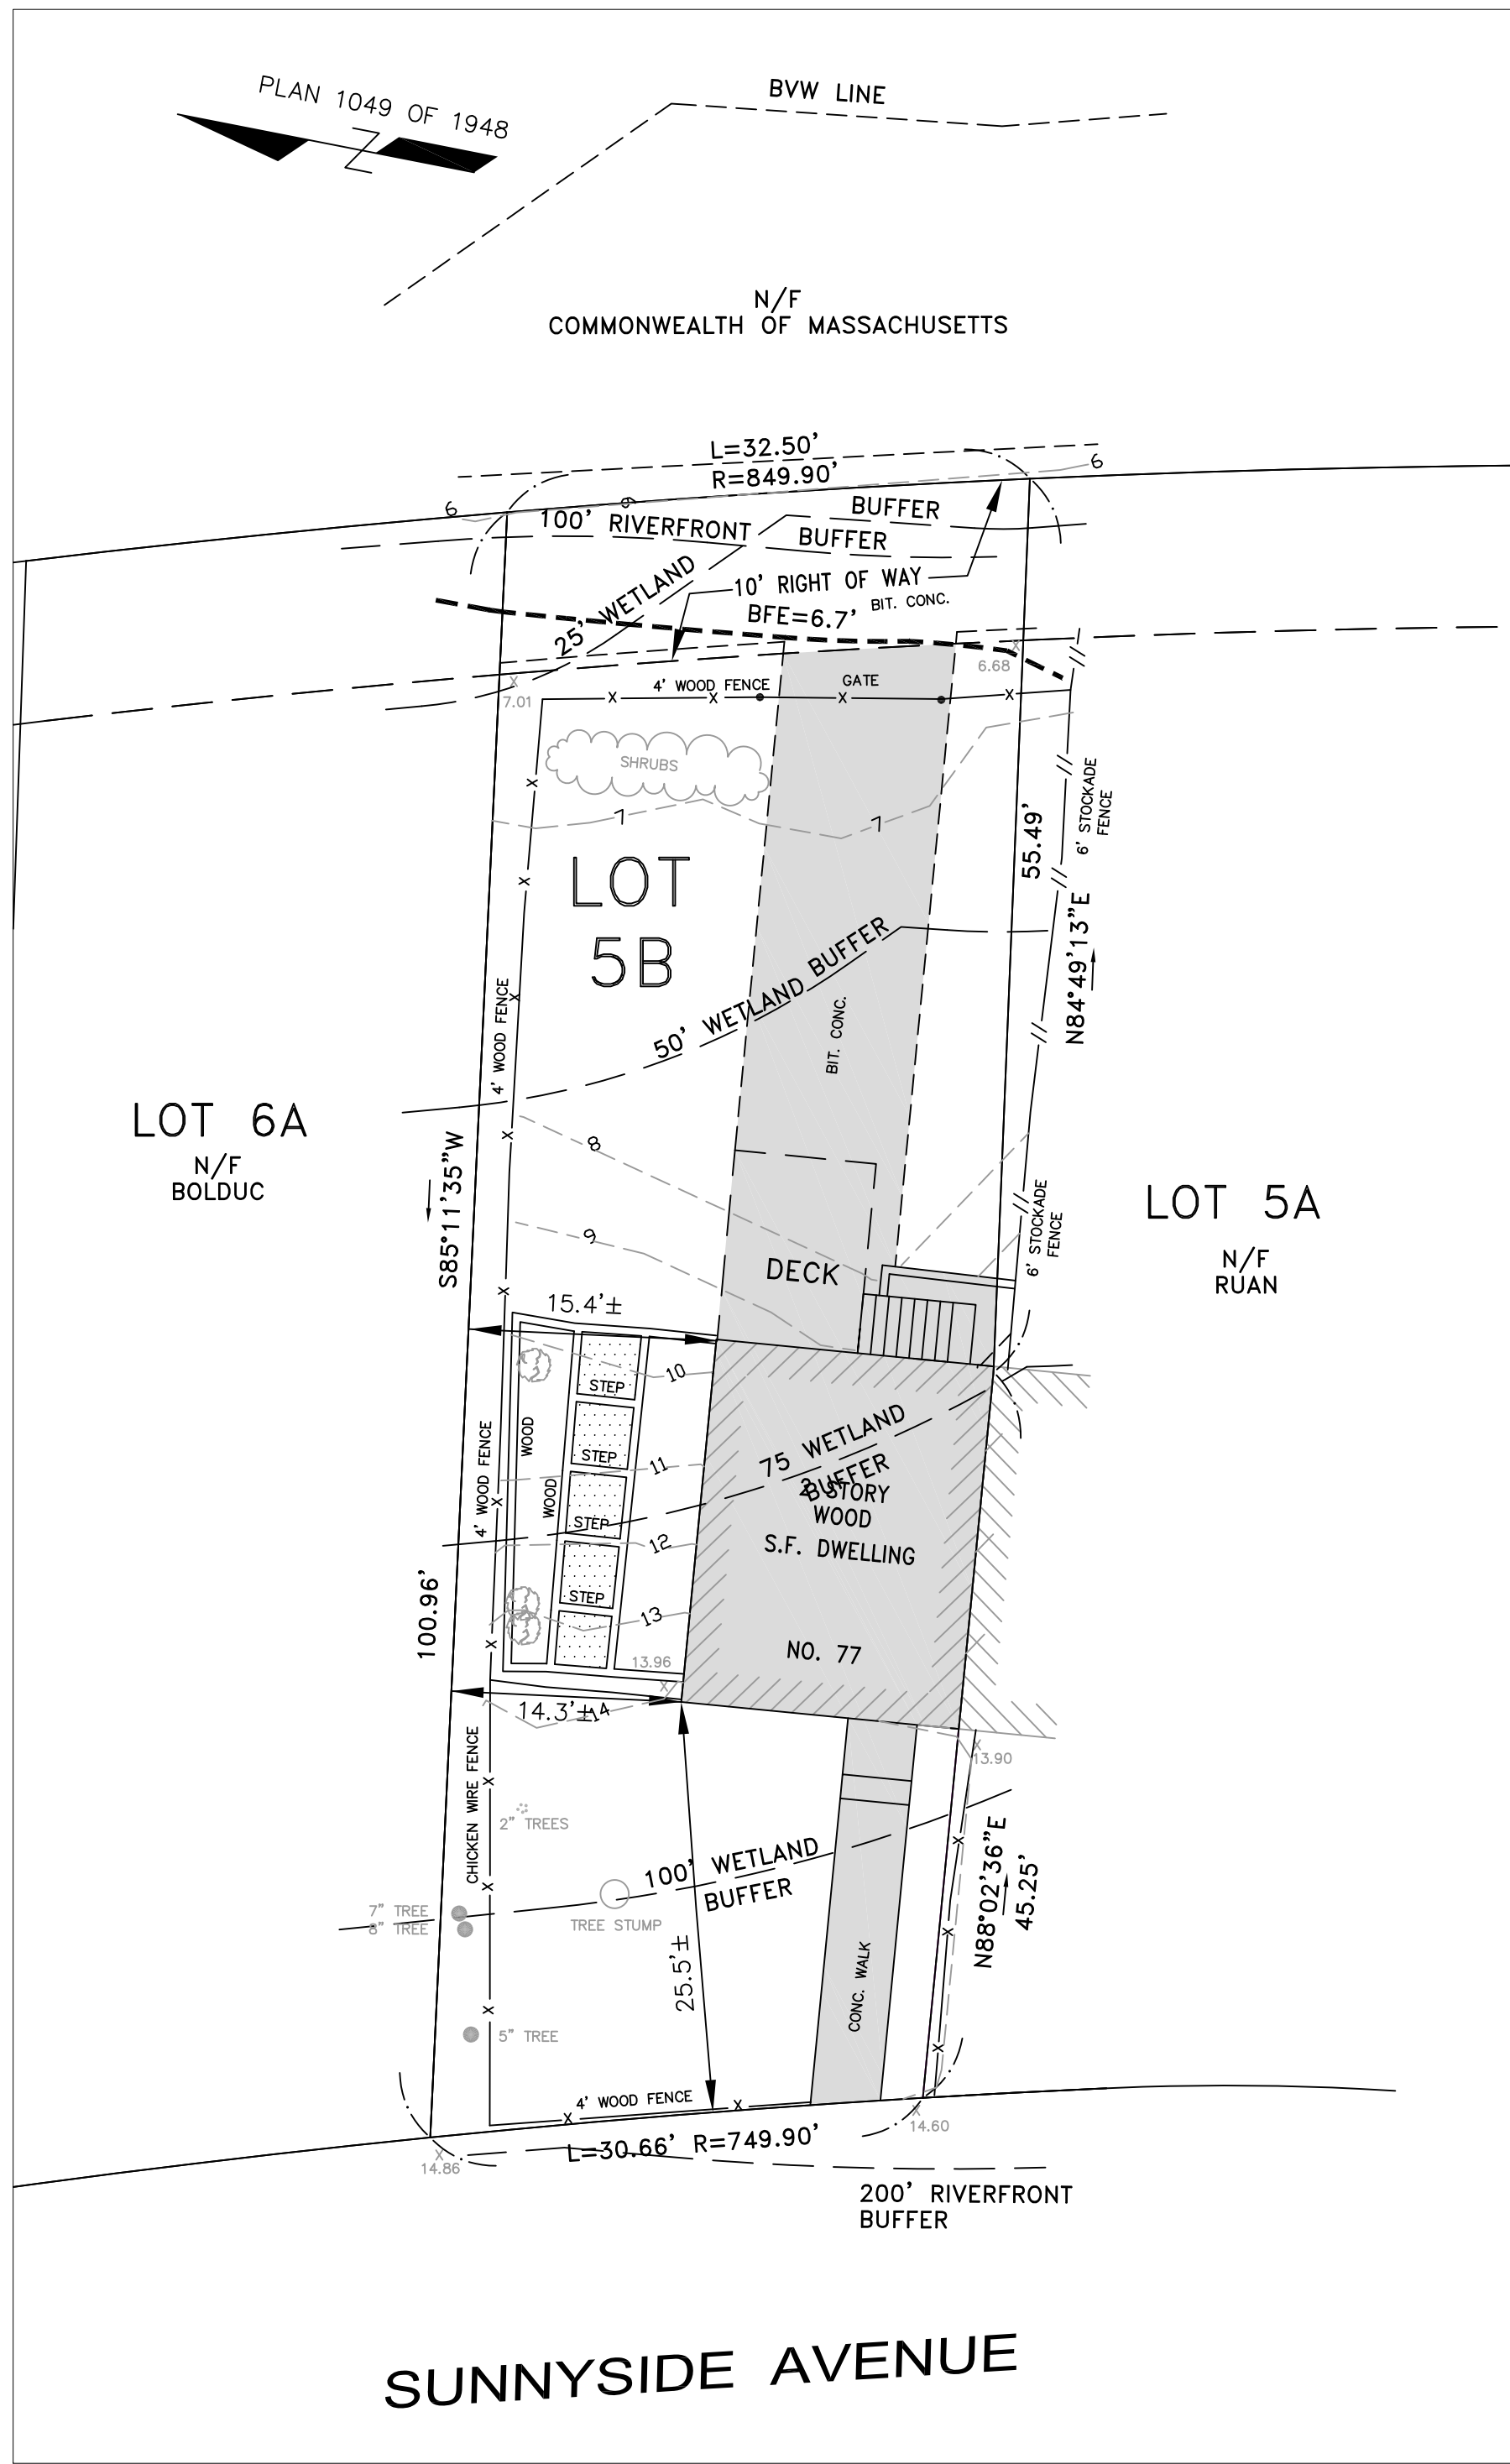 PLAN 1049 OF 1948
Z
BVW LINE
N/F
COMMONWEALTH OF MASSACHUSETTS
L=32.50'
R=849.90'
6
6
6
BUFFER
100' RIVERFRONT
BUFFER
25' WETLAND
10' RIGHT OF WAY
BFE=6.7'
BIT. CONC.
6.68
7.01
4' WOOD FENCE
GATE
SHRUBS
7
7
LOT
5B
55.49'
6' STOCKADE
FENCE
N84°49'13"E
50' WETLAND BUFFER
BIT. CONC.
4' WOOD FENCE
LOT 6A
N/F
BOLDUC
S85°11'35"W
8
9
LOT 5A
N/F
RUAN
6' STOCKADE
FENCE
DECK
15.4'±
10
STEP
STEP
STEP
STEP
WOOD
WOOD
4' WOOD FENCE
11
12
13
75 WETLAND
BUFFER
2 STORY
WOOD
S.F. DWELLING
NO. 77
100.96'
13.96
14.3'±
14
13.90
CHICKEN WIRE FENCE
2" TREES
100' WETLAND
BUFFER
N88°02'36"E
45.25'
7" TREE
8" TREE
TREE STUMP
25.5'±
CONC. WALK
5" TREE
4' WOOD FENCE
14.60
L=30.66' R=749.90'
14.86
200' RIVERFRONT
BUFFER
SUNNYSIDE AVENUE